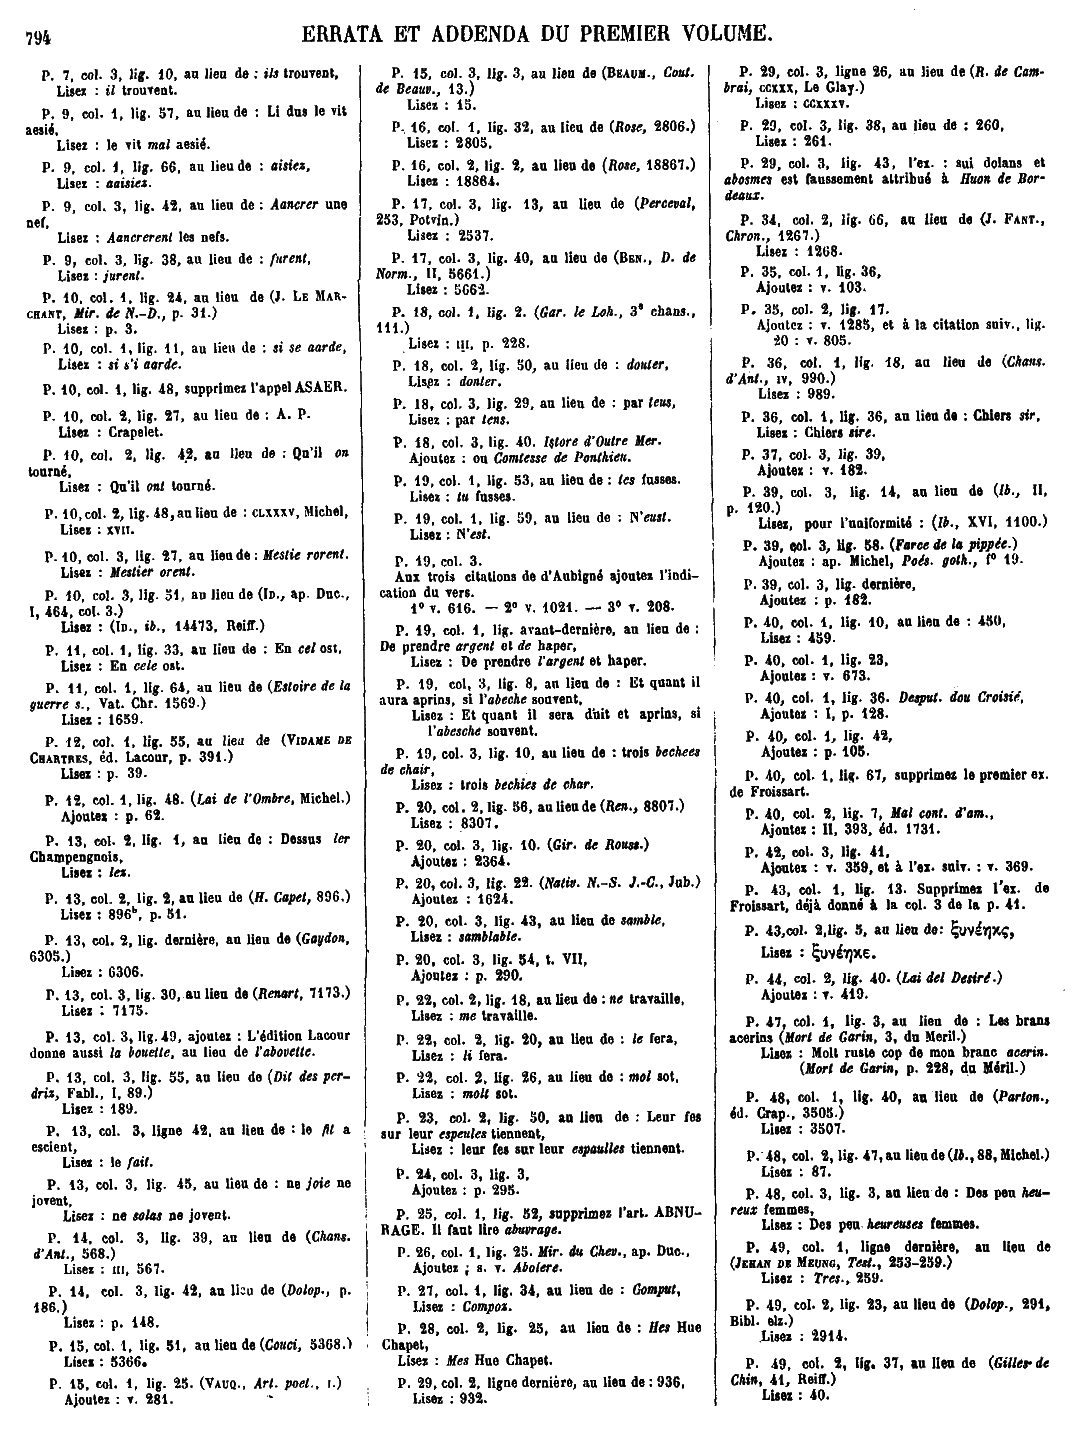 794
ERRATA ET ADDENDA DU PREMIER VOLUME.
P. 7, col. 3, lig. 10, au lieu de : ils trouvent,
Lisez : il trouvent.
P. 9, col. 1, lig. 57, au lieu de : Li dus le vit
aesié,
Lisez : le vit mal aesié.
P. 9, col. 1, lig. 66, au lieu de : aisiez,
Lisez : aaisiez.
P. 9, col. 3, lig. 42, au lieu de : Aancrer une
nef,
Lisez : Aancrerent les nefs.
P. 9, col. 3, lig. 38, au lieu de : furent,
Lisez : jurent.
P. 10, col. 1, lig. 24, au lieu de (J. LE MAR-
CHANT, Mir. de N.-D., p. 31.)
Lisez : p. 3.
P. 10, col. 1, lig. 11, au lieu de : si se aarde,
Lisez : si s'i aarde.
P. 10, col. 1, lig. 48, supprimez l'appel ASAER.
P. 10, col. 2, lig. 27, au lieu de : A. P.
Lisez : Crapelet.
P. 10, col. 2, lig. 42, au lieu de : Qu'il on
tourné,
Lisez : Qu'il ont tourné.
P. 10, col. 2, lig. 48, au lieu de : CLXXXV, Michel,
Lisez : XVII.
P. 10, col. 3, lig. 27, au lieu de : Mestie rorent.
Lisez : Mestier orent.
P. 10, col. 3, lig. 51, au lieu de (ID., ap. Duc.,
I, 464, col. 3.)
Lisez : (ID., ib., 14473, Reiff.)
P. 11, col. 1, lig. 33, au lieu de : En cel ost,
Lisez : En cele ost.
P. 11, col. 1, lig. 64, au lieu de (Estoire de la
guerre s., Vat. Chr. 1569.)
Lisez : 1659.
P. 12, col. 1, lig. 55, au lieu de (VIDAME DE
CHARTRES, éd. Lacour, p. 391.)
Lisez : p. 39.
P. 12, col. 1, lig. 48. (Lai de l'Ombre, Michel.)
Ajoutez : p. 62.
P. 13, col. 2, lig. 1, au lieu de : Dessus ler
Champengnois,
Lisez : lez.
P. 13, col. 2, lig. 2, au lieu de (H. Capet, 896.)
Lisez : 896b, p. 51.
P. 13, col. 2, lig. dernière, au lieu de (Gaydon,
6305.)
Lisez : 6306.
P. 13, col. 3, lig. 30, au lieu de (Renart, 7173.)
Lisez : 7175.
P. 13, col. 3, lig. 49, ajoutez : L'édition Lacour
donne aussi la bouette, au lieu de l'abovette.
P. 13, col. 3, lig. 55, au lieu de (Dit des per-
driz, Fabl., I, 89.)
Lisez : 189.
P. 13, col. 3, ligne 42, au lieu de : le fit a
escient,
Lisez : le fait.
P. 13, col. 3, lig. 45, au lieu de : ne joie ne
jovent,
Lisez : ne solas ne jovent.
P. 14, col. 3, lig. 39, au lieu de (Chans.
d'Ant., 568.)
Lisez : III, 567.
P. 14, col. 3, lig. 42, au lieu de (Dolop., p.
186.)
Lisez : p. 148.
P. 15, col. 1, lig. 51, au lieu de (Couci, 5368.)
Lisez : 5366.
P. 15, col. 1, lig. 25. (VAUQ., Art. poet., I.)
Ajoutez : v. 281.
P. 15, col. 3, lig. 3, au lieu de (BEAUM., Cout.
de Beauv., 13.)
Lisez : 15.
P. 16, col. 1, lig. 32, au lieu de (Rose, 2806.)
Lisez : 2805.
P. 16, col. 2, lig. 2, au lieu de (Rose, 18867.)
Lisez : 18864.
P. 17, col. 3, lig. 13, au lieu de (Perceval,
253, Potvin.)
Lisez : 2537.
P. 17, col. 3, lig. 40, au lieu de (BEN., D. de
Norm., II, 5661.)
Lisez : 5662.
P. 18, col. 1, lig. 2. (Gar. le Loh., 3e chans.,
111.)
Lisez : III, p. 228.
P. 18, col. 2, lig. 50, au lieu de : douter,
Lisez : donter.
P. 18, col. 3, lig. 29, au lieu de : par teus,
Lisez : par tens.
P. 18, col. 3, lig. 40. Istore d'Outre Mer.
Ajoutez : ou Comtesse de Ponthieu.
P. 19, col. 1, lig. 53, au lieu de : tes fusses.
Lisez : tu fusses.
P. 19, col. 1, lig. 59, au lieu de : N'eust.
Lisez : N'est.
P. 19, col. 3.
Aux trois citations de d'Aubigné ajoutez l'indi-
cation du vers.
1o v. 616. — 2o v. 1021. — 3o v. 208.
P. 19, col. 1, lig. avant-dernière, au lieu de :
De prendre argent et de haper,
Lisez : De prendre l'argent et haper.
P. 19, col, 3, lig. 8, au lieu de : Et quant il
aura aprins, si l'abeche souvent,
Lisez : Et quant il sera duit et aprins, si
l'abesche souvent.
P. 19, col. 3, lig. 10, au lieu de : trois bechees
de chair,
Lisez : trois bechies de char.
P. 20, col. 2, lig. 56, au lieu de (Ren., 8807.)
Lisez : 8307.
P. 20, col. 3, lig. 10. (Gir. de Rouss.)
Ajoutez : 2364.
P. 20, col. 3, lig. 22. (Nativ. N.-S. J.-C., Jub.)
Ajoutez : 1624.
P. 20, col. 3, lig. 43, au lieu de samble,
Lisez : samblable.
P. 20, col. 3, lig. 54, t. VII,
Ajoutez : p. 290.
P. 22, col. 2, lig. 18, au lieu de : ne travaille,
Lisez : me travaille.
P. 22, col. 2, lig. 20, au lieu de : le fera,
Lisez : li fera.
P. 22, col. 2, lig. 26, au lieu de : mol sot,
Lisez : molt sot.
P. 23, col. 2, lig. 50, au lieu de : Leur fes
sur leur espeules tiennent,
Lisez : leur fes sur leur espaulles tiennent.
P. 24, col. 3, lig. 3,
Ajoutez : p. 295.
P. 25, col. 1, lig. 52, supprimez l'art. ABNU-
RAGE. Il faut lire abuvrage.
P. 26, col. 1, lig. 25. Mir. du Chev., ap. Duc.,
Ajoutez ; s. v. Abolere.
P. 27, col. 1, lig. 34, au lieu de : Gomput,
Lisez : Compoz.
P. 28, col. 2, lig. 25, au lieu de : Hes Hue
Chapet,
Lisez : Mes Hue Chapet.
P. 29, col. 2, ligne dernière, au lieu de : 936,
Lisez : 932.
P. 29, col. 3, ligne 26, au lieu de (R. de Cam-
brai, CCXXX, Le Glay.)
Lisez : CCXXXV.
P. 29, col. 3, lig. 38, au lieu de : 260,
Lisez : 261.
P. 29, col. 3, lig. 43, l'ex. : sui dolans et
abosmes est faussement attribué à Huon de Bor-
deaux.
P. 34, col. 2, lig. 66, au lieu de (J. FANT.,
Chron., 1267.)
Lisez : 1268.
P. 35, col. 1, lig. 36,
Ajoutez : v. 103.
P. 35, col. 2, lig. 17.
Ajoutez : v. 1285, et à la citation suiv., lig.
20 : v. 805.
P. 36, col. 1, lig. 18, au lieu de (Chans.
d'Ant., IV, 990.)
Lisez : 989.
P. 36, col. 1, lig. 36, au lieu de : Chiers sir,
Lisez : Chiers sire.
P. 37, col. 3, lig. 39,
Ajoutez : v. 182.
P. 39, col. 3, lig. 14, au lieu de (Ib., II,
p. 120.)
Lisez, pour l'uniformité : (Ib., XVI, 1100.)
P. 39, col. 3, lig. 58. (Farce de la pippée.)
Ajoutez : ap. Michel, Poés. goth., fo 19.
P. 39, col. 3, lig. dernière,
Ajoutez : p. 182.
P. 40, col. 1, lig. 10, au lieu de : 450,
Lisez : 459.
P. 40, col. 1, lig. 23,
Ajoutez : v. 673.
P. 40, col. 1, lig. 36. Desput. dou Croisié,
Ajoutez : I, p. 128.
P. 40, col. 1, lig. 42,
Ajoutez : p. 105.
P. 40, col. 1, lig. 67, supprimez le premier ex.
de Froissart.
P. 40, col. 2, lig. 7, Mal cont. d'am.,
Ajoutez : II, 393, éd. 1731.
P. 42, col. 3, lig. 41,
Ajoutez : v. 359, et à l'ex. suiv. : v. 369.
P. 43, col. 1, lig. 13. Supprimez l'ex. de
Froissart, déjà donné à la col. 3 de la p. 41.
P. 43, col. 2, lig. 5, au lieu de : ξυνέηκς,
Lisez : ξυνέηκε.
P. 44, col. 2, lig. 40. (Lai del Desiré.)
Ajoutez : v. 419.
P. 47, col. 1, lig. 3, au lieu de : Les brans
acerins (Mort de Garin, 3, du Meril.)
Lisez : Molt ruste cop de mon branc acerin.
(Mort de Garin, p. 228, du Méril.)
P. 48, col. 1, lig. 40, au lieu de (Parton.,
éd. Crap., 3505.)
Lisez : 3507.
P. 48, col. 2, lig. 47, au lieu de (Ib., 88, Michel.)
Lisez : 87.
P. 48, col. 3, lig. 3, au lieu de : Des peu heu-
reux femmes,
Lisez : Des peu heureuses femmes.
P. 49, col. 1, ligne dernière, au lieu de
(JEHAN DE MEUNG, Test., 253-259.)
Lisez : Tres., 259.
P. 49, col. 2, lig. 23, au lieu de (Dolop., 291,
Bibl. elz.)
Lisez : 2914.
P. 49, col. 2, lig. 37, au lieu de (Gilles de
Chin, 41, Reiff.)
Lisez : 40.